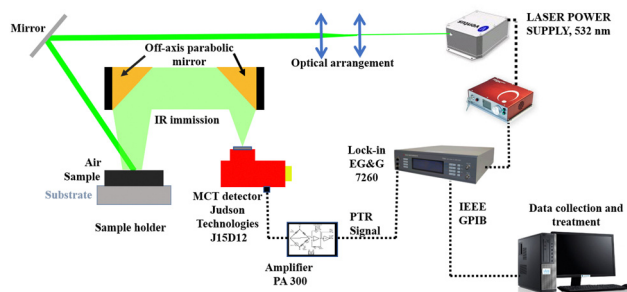 Mirror
Off-axis parabolic
mirror
Optical arrangement
LASER POWER
SUPPLY, 532 nm
IR immission
Air
Sample
Substrate
Sample holder
MCT detector
Judson
Technologies
J15D12
Amplifier
PA 300
PTR
Signal
Lock-in
EG&G
7260
IEEE
GPIB
Data collection and
treatment